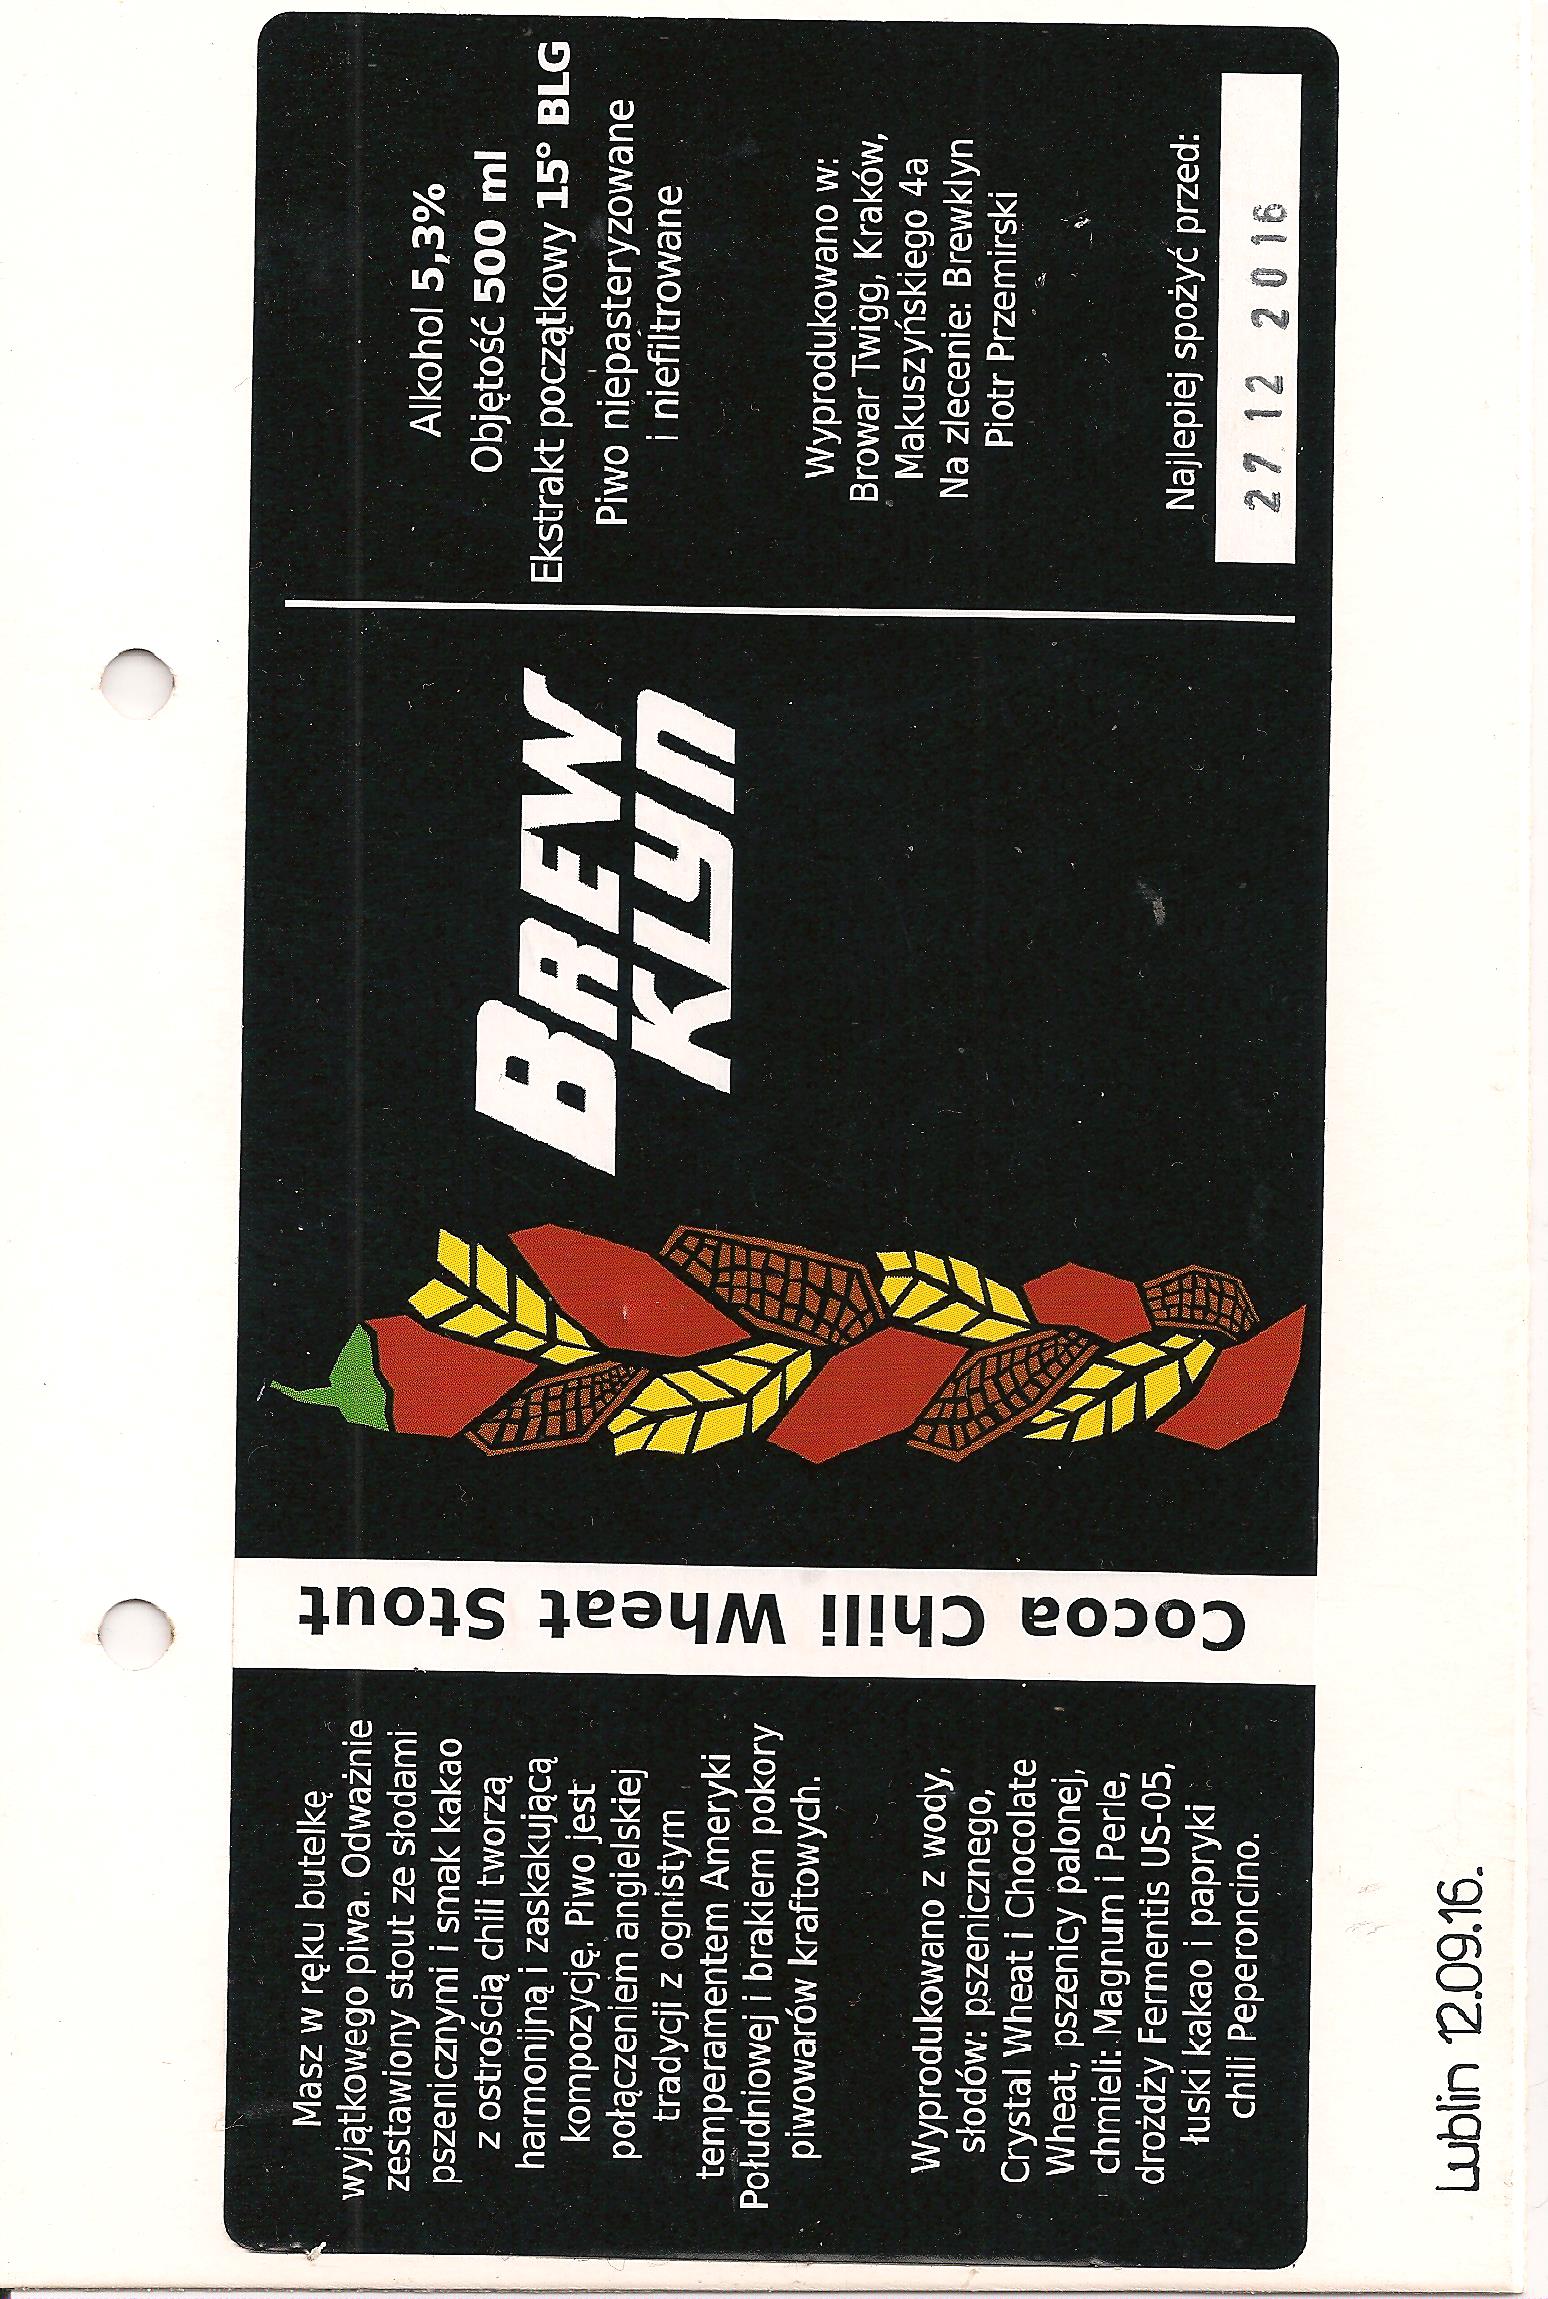 Masz w ręku butelkę
wyjątkowego piwa. Odważnie
zestawiony stout ze słodami
pszenicznymi i smak kakao
z ostrością chili tworzą
harmonijną i zaskakującą
kompozycję. Piwo jest
połączeniem angielskiej
tradycji z ognistym
temperamentem Ameryki
Południowej i brakiem pokory
piwowarów kraftowych.
Wyprodukowano z wody,
słodów: pszenicznego,
Crystal Wheat i Chocolate
Wheat, pszenicy palonej,
chmieli: Magnum i Perle,
drożdży Fermentis US-05,
łuski kakao i papryki
chili Peperoncino.
Cocoa Chili Wheat Stout
BREW
KLyn
Alkohol 5,3%
Objętość 500 ml
Ekstrakt początkowy 15° BLG
Piwo niepasteryzowane
i niefiltrowane
Wyprodukowano w:
Browar Twigg, Kraków,
Makuszyńskiego 4a
Na zlecenie: Brewklyn
Piotr Przemirski
Najlepiej spożyć przed:
27 12 2016
Lublin 12.09.16.